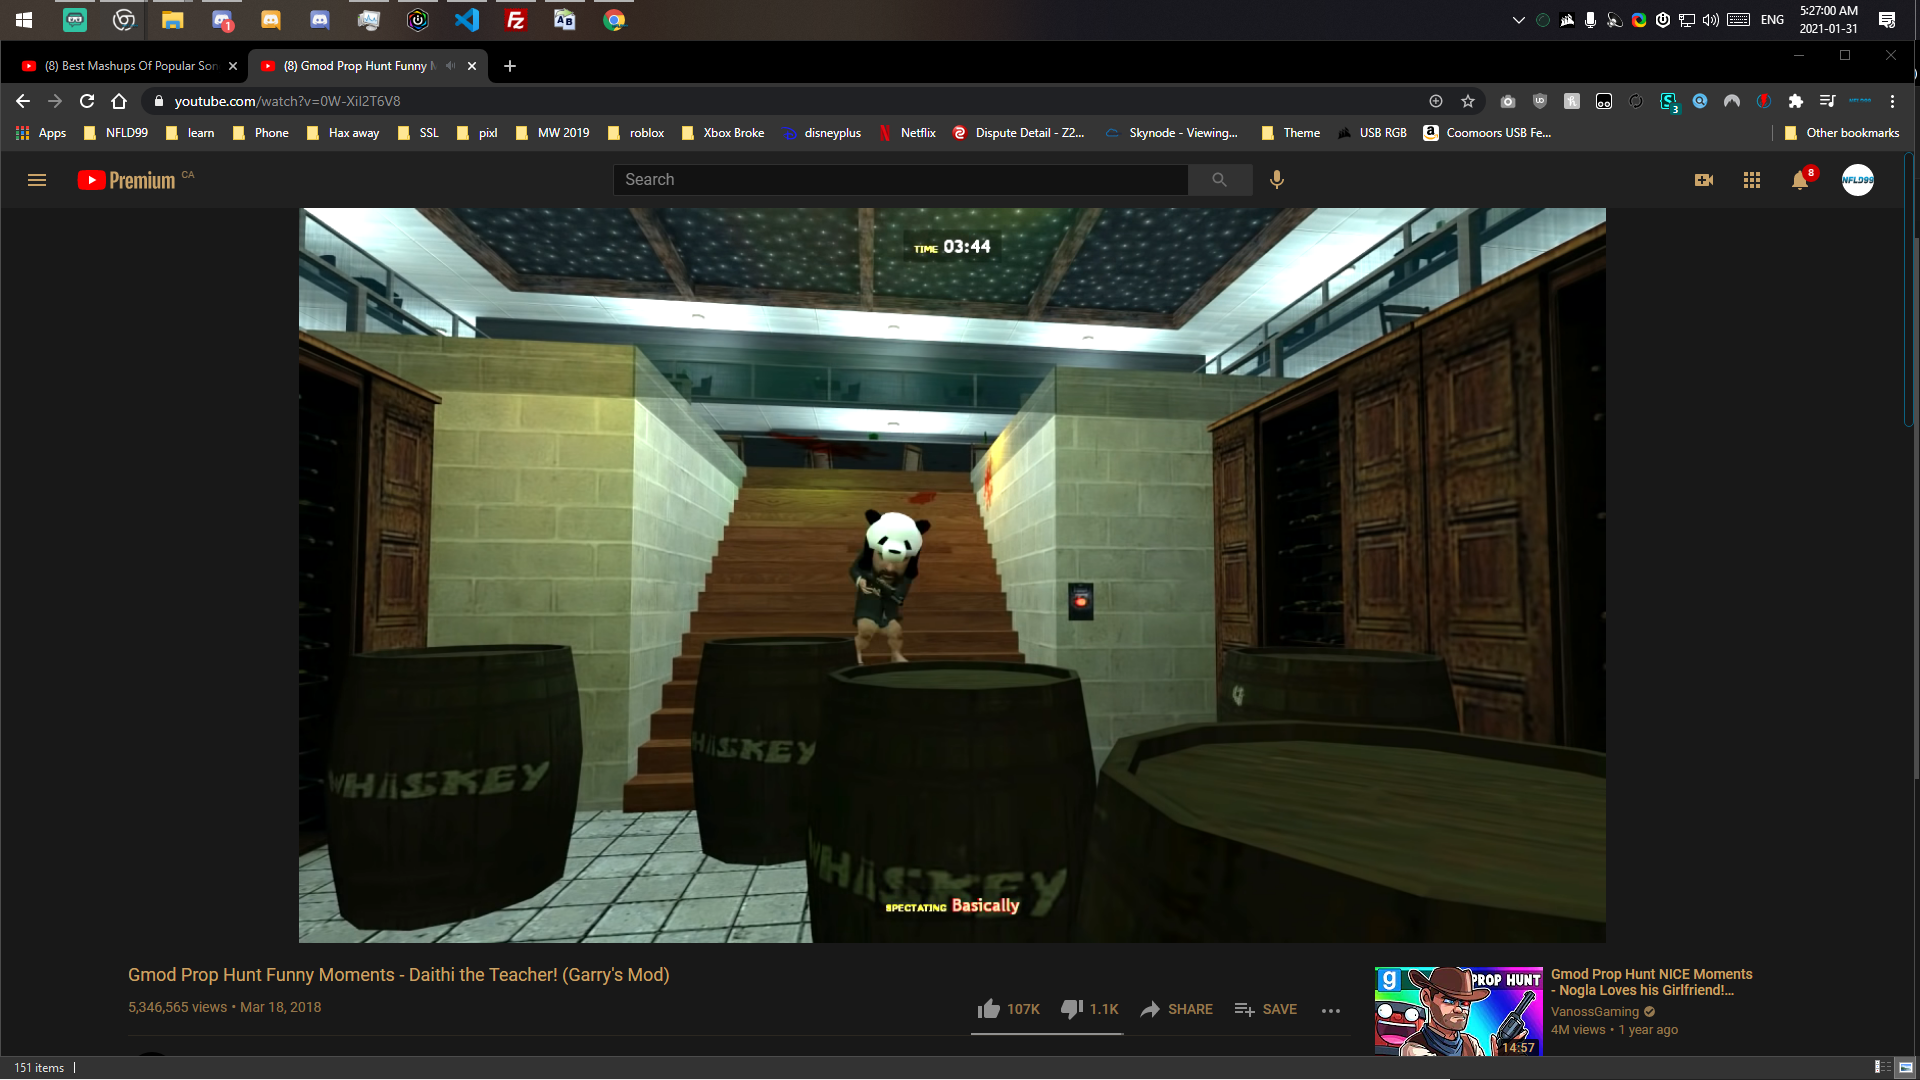 1
ENG
5:27:00 AM
2021-01-31
(8) Best Mashups Of Popular Son
(8) Gmod Prop Hunt Funny M
youtube.com/watch?v=0W-XiI2T6V8
3
Apps
NFLD99
learn
Phone
Hax away
SSL
pixl
MW 2019
roblox
Xbox Broke
disneyplus
Netflix
Dispute Detail - Z2...
Skynode - Viewing...
Theme
USB RGB
Coomoors USB Fe...
Other bookmarks
Premium CA
Search
8
NFLD99
TIME 03:44
WHISKEY
WHISKEY
WHISKEY
SPECTATING Basically
Gmod Prop Hunt Funny Moments - Daithi the Teacher! (Garry's Mod)
5,346,565 views • Mar 18, 2018
107K
1.1K
SHARE
SAVE
PROP HUNT
14:57
Gmod Prop Hunt NICE Moments
- Nogla Loves his Girlfriend!...
VanossGaming
4M views • 1 year ago
151 items